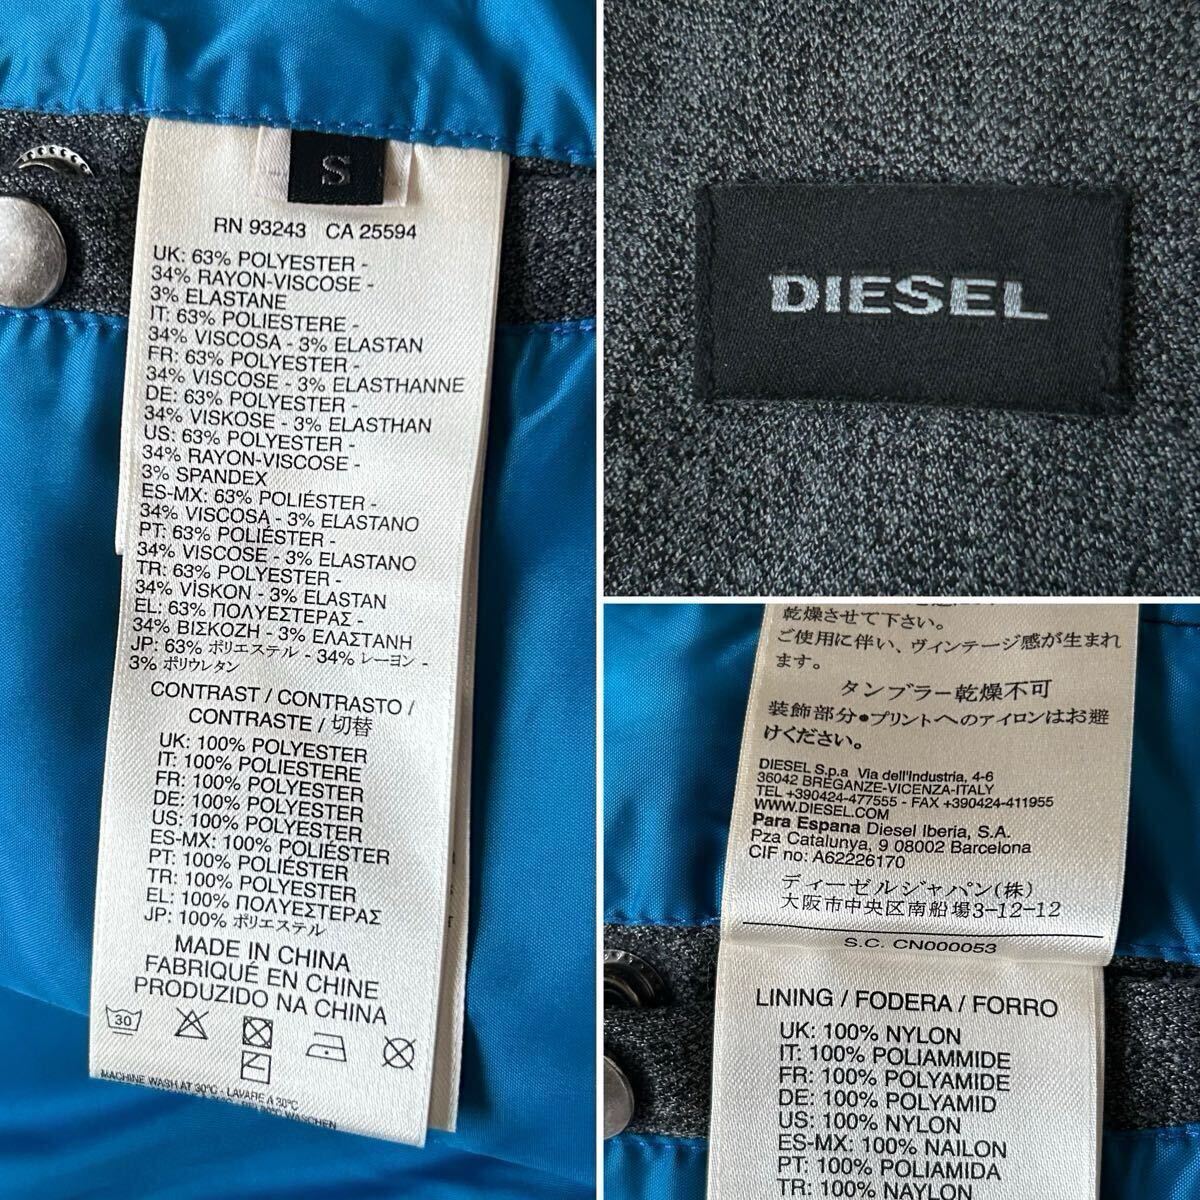 S
RN 93243 CA 25594
UK: 63% POLYESTER -
34% RAYON-VISCOSE -
3% ELASTANE
IT: 63% POLIESTERE -
34% VISCOSA - 3% ELASTAN
FR: 63% POLYESTER -
34% VISCOSE - 3% ELASTHANNE
DE: 63% POLYESTER -
34% VISKOSE - 3% ELASTHAN
US: 63% POLYESTER -
34% RAYON-VISCOSE -
3% SPANDEX
ES-MX: 63% POLIÉSTER -
34% VISCOSA - 3% ELASTANO
PT: 63% POLIÉSTER -
34% VISCOSE - 3% ELASTANO
TR: 63% POLYESTER -
34% VİSKON - 3% ELASTAN
EL: 63% ΠΟΛΥΕΣΤΕΡΑΣ -
34% ΒΙΣΚΟΖΗ - 3% ΕΛΑΣΤΑΝΗ
JP: 63% ポリエステル - 34% レーヨン -
3% ポリウレタン
CONTRAST / CONTRASTO /
CONTRASTE / 切替
UK: 100% POLYESTER
IT: 100% POLIESTERE
FR: 100% POLYESTER
DE: 100% POLYESTER
US: 100% POLYESTER
ES-MX: 100% POLIÉSTER
PT: 100% POLIÉSTER
TR: 100% POLYESTER
EL: 100% ΠΟΛΥΕΣΤΕΡΑΣ
JP: 100% ポリエステル
MADE IN CHINA
FABRIQUÉ EN CHINE
PRODUZIDO NA CHINA
30
MACHINE WASH AT 30°C - LAVARE A 30°C
30°C WASCHEN
DIESEL
乾燥させて下さい。
ご使用に伴い、ヴィンテージ感が生まれ
ます。
タンブラー乾燥不可
装飾部分●プリントへのアイロンはお避
けください。
DIESEL S.p.a Via dell'Industria, 4-6
36042 BREGANZE-VICENZA-ITALY
TEL +390424-477555 - FAX +390424-411955
WWW.DIESEL.COM
Para Espana Diesel Iberia, S.A.
Pza Catalunya, 9 08002 Barcelona
CIF no: A62226170
ディーゼルジャパン(株)
大阪市中央区南船場3-12-12
S.C. CN000053
LINING / FODERA / FORRO
UK: 100% NYLON
IT: 100% POLIAMMIDE
FR: 100% POLYAMIDE
DE: 100% POLYAMID
US: 100% NYLON
ES-MX: 100% NAILON
PT: 100% POLIAMIDA
TR: 100% NAYLON